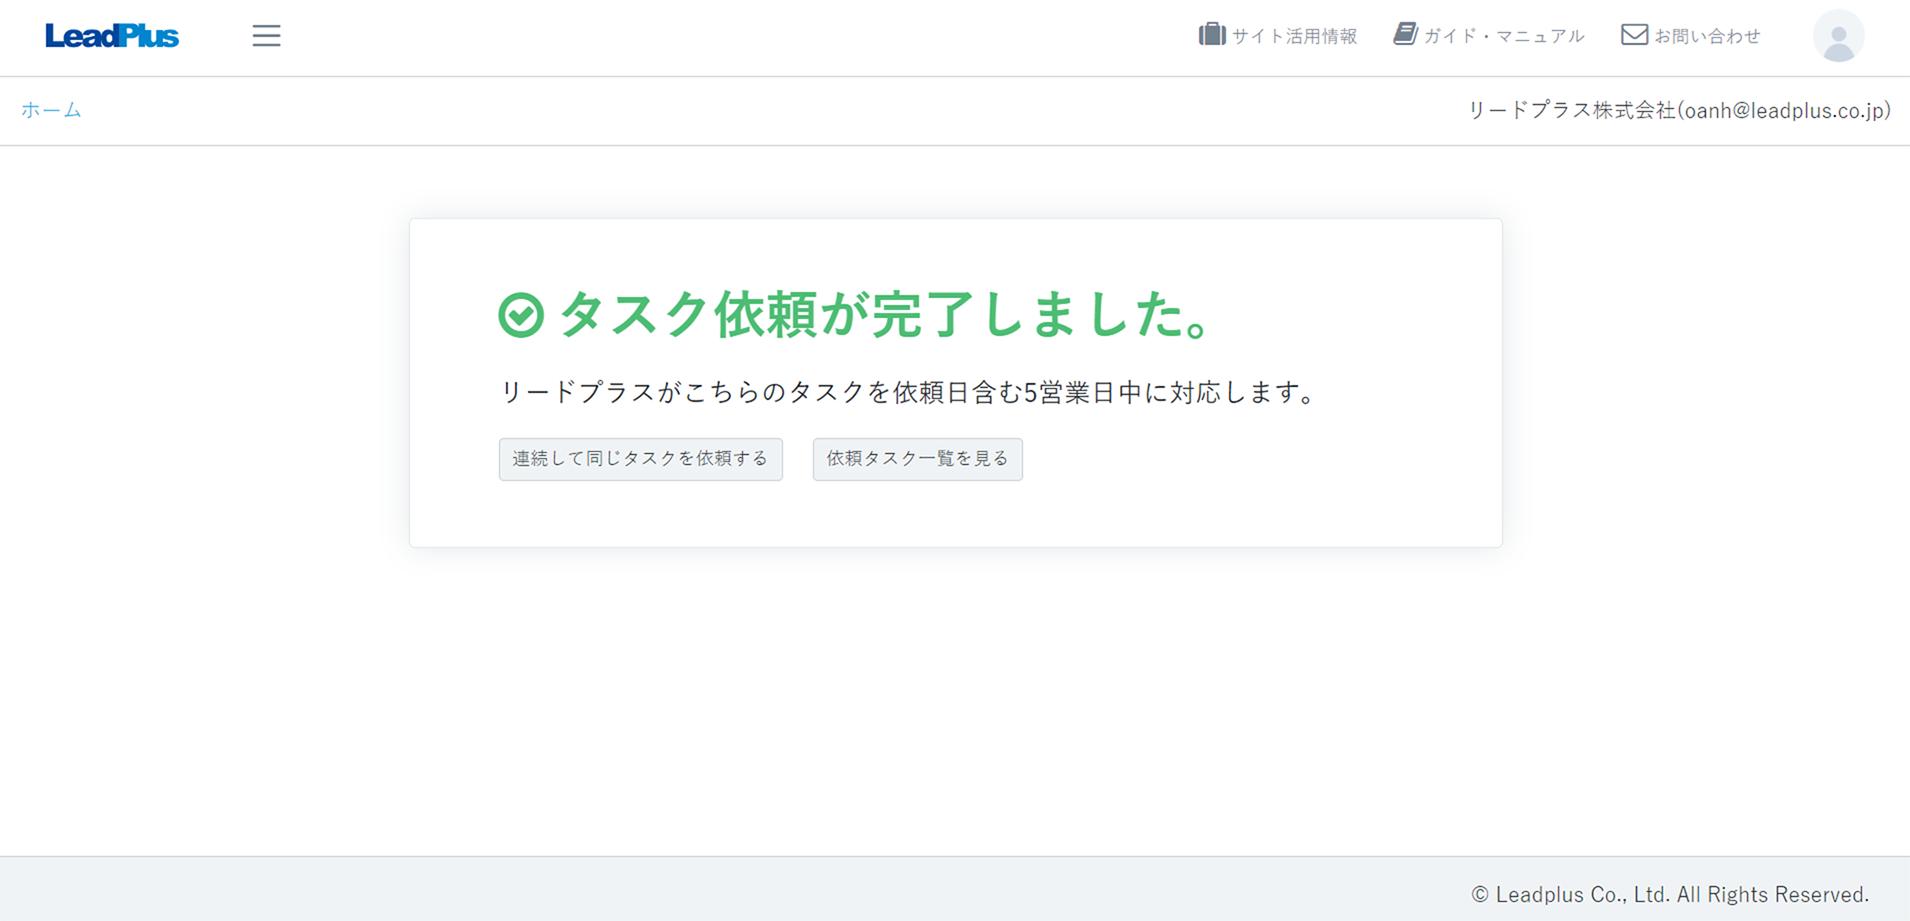 LeadPlus
サイト活用情報
ガイド・マニュアル
お問い合わせ
ホーム
リードプラス株式会社(oanh@leadplus.co.jp)
タスク依頼が完了しました。
リードプラスがこちらのタスクを依頼日含む5営業日中に対応します。
連続して同じタスクを依頼する
依頼タスク一覧を見る
© Leadplus Co., Ltd. All Rights Reserved.